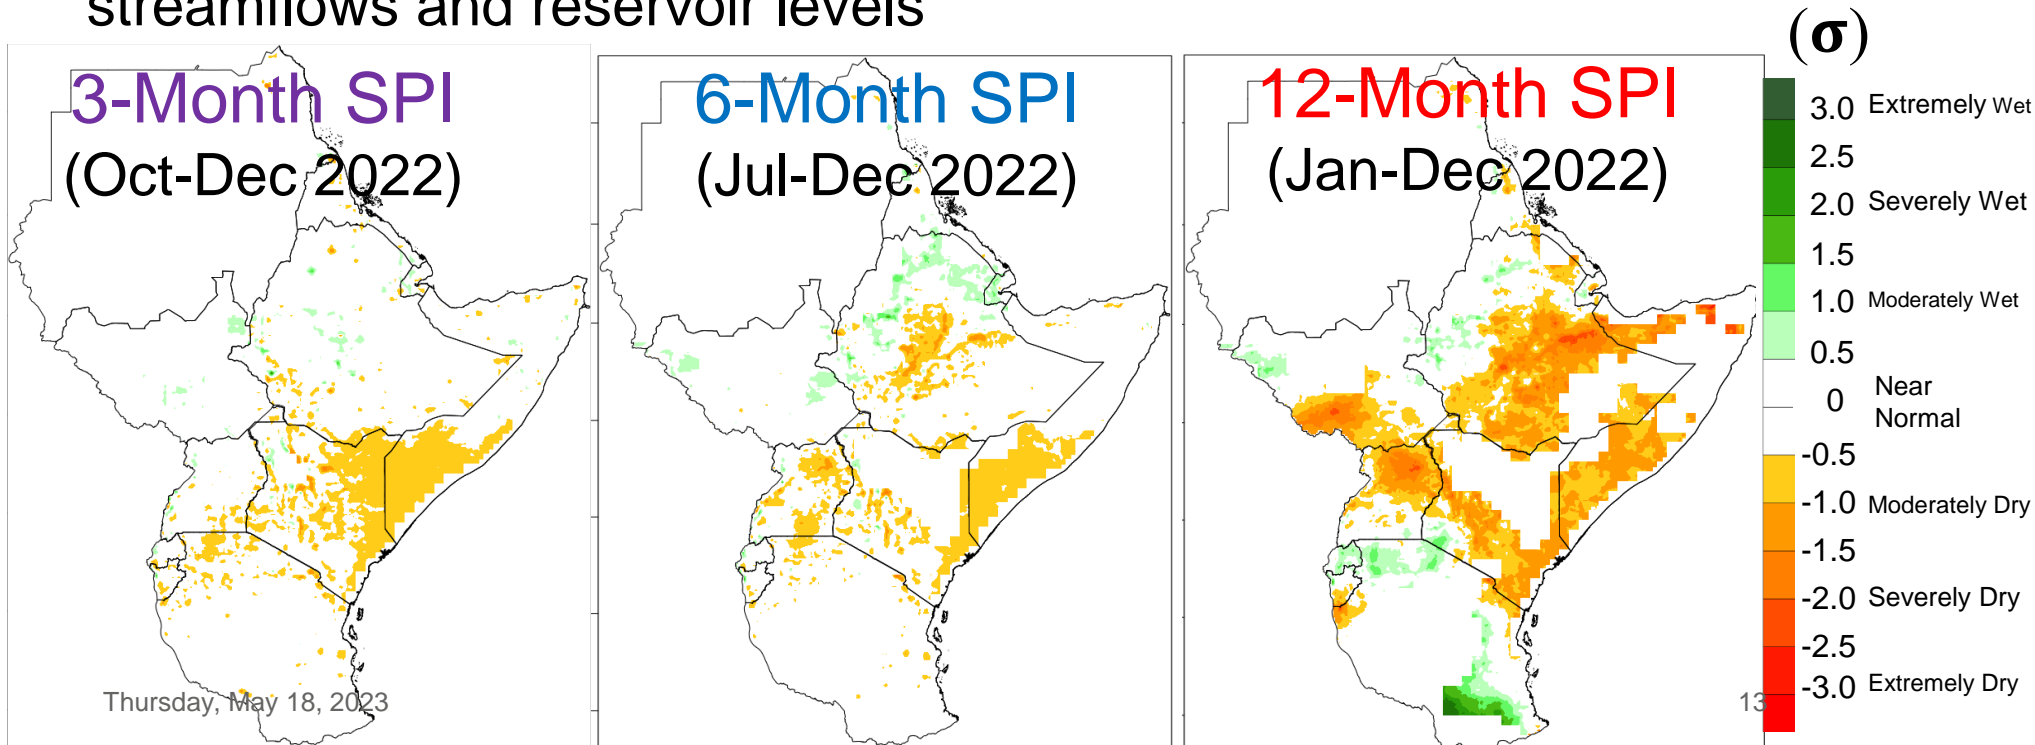 streamflows and reservoir levels
3-Month SPI
(Oct-Dec 2022)
6-Month SPI
(Jul-Dec 2022)
12-Month SPI
(Jan-Dec 2022)
(σ)
3.0 Extremely Wet
2.5
2.0 Severely Wet
1.5
1.0 Moderately Wet
0.5
0 Near
Normal
-0.5
-1.0 Moderately Dry
-1.5
-2.0 Severely Dry
-2.5
-3.0 Extremely Dry
Thursday, May 18, 2023
13